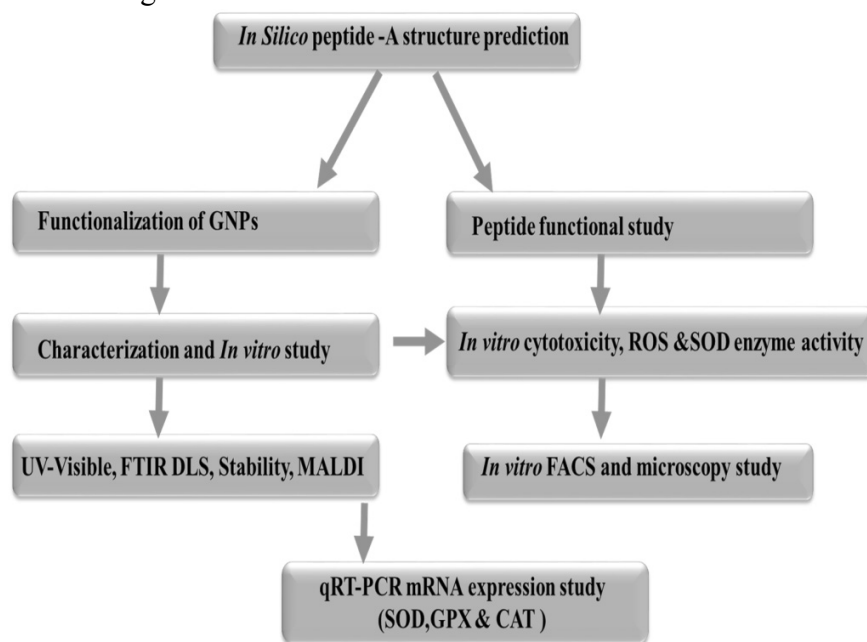 In Silico peptide -A structure prediction
Functionalization of GNPs
Peptide functional study
Characterization and In vitro study
In vitro cytotoxicity, ROS &SOD enzyme activity
UV-Visible, FTIR DLS, Stability, MALDI
In vitro FACS and microscopy study
qRT-PCR mRNA expression study
(SOD,GPX & CAT )